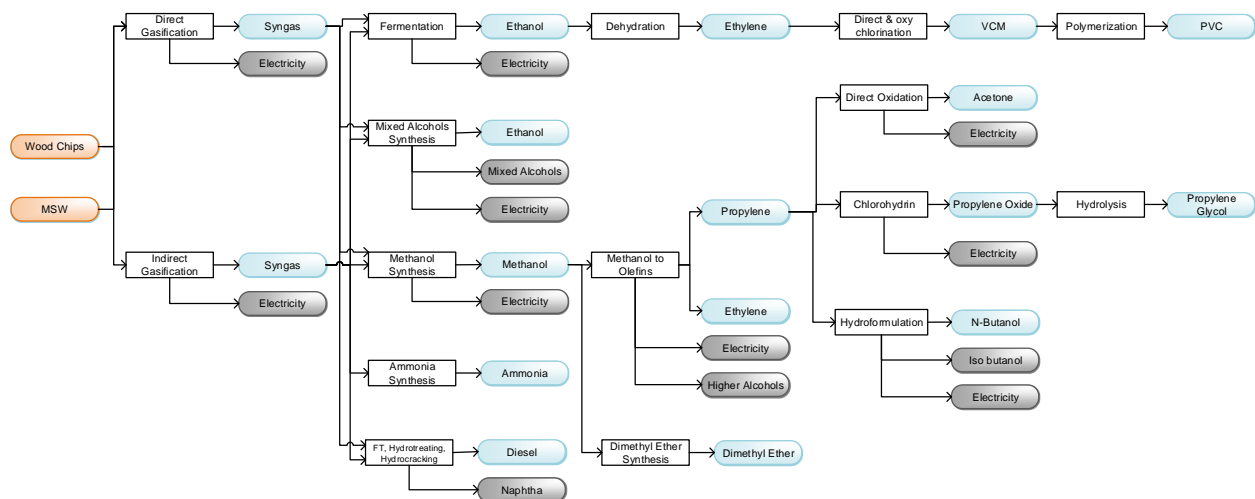 Direct
Gasification
Syngas
Fermentation
Ethanol
Dehydration
Ethylene
Direct & oxy
chlorination
VCM
Polymerization
PVC
Electricity
Electricity
Direct Oxidation
Acetone
Wood Chips
Mixed Alcohols
Synthesis
Ethanol
Electricity
Mixed Alcohols
MSW
Electricity
Propylene
Chlorohydrin
Propylene Oxide
Hydrolysis
Propylene
Glycol
Indirect
Gasification
Syngas
Methanol
Synthesis
Methanol
Methanol to
Olefins
Electricity
Electricity
Electricity
Ethylene
Hydroformulation
N-Butanol
Electricity
Iso butanol
Ammonia
Synthesis
Ammonia
Higher Alcohols
Electricity
FT, Hydrotreating,
Hydrocracking
Diesel
Dimethyl Ether
Synthesis
Dimethyl Ether
Naphtha